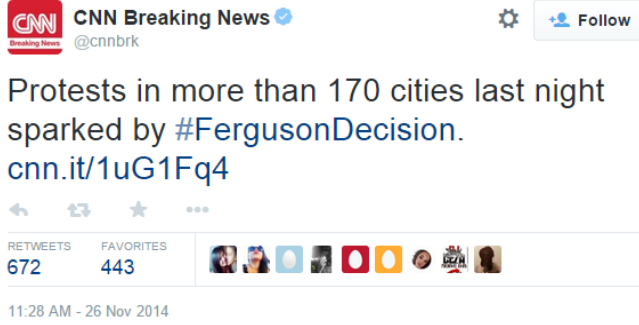 CNN
Breaking News
CNN Breaking News
@cnnbrk
Follow
Protests in more than 170 cities last night
sparked by #FergusonDecision.
cnn.it/1uG1Fq4
RETWEETS FAVORITES
672 443
11:28 AM - 26 Nov 2014